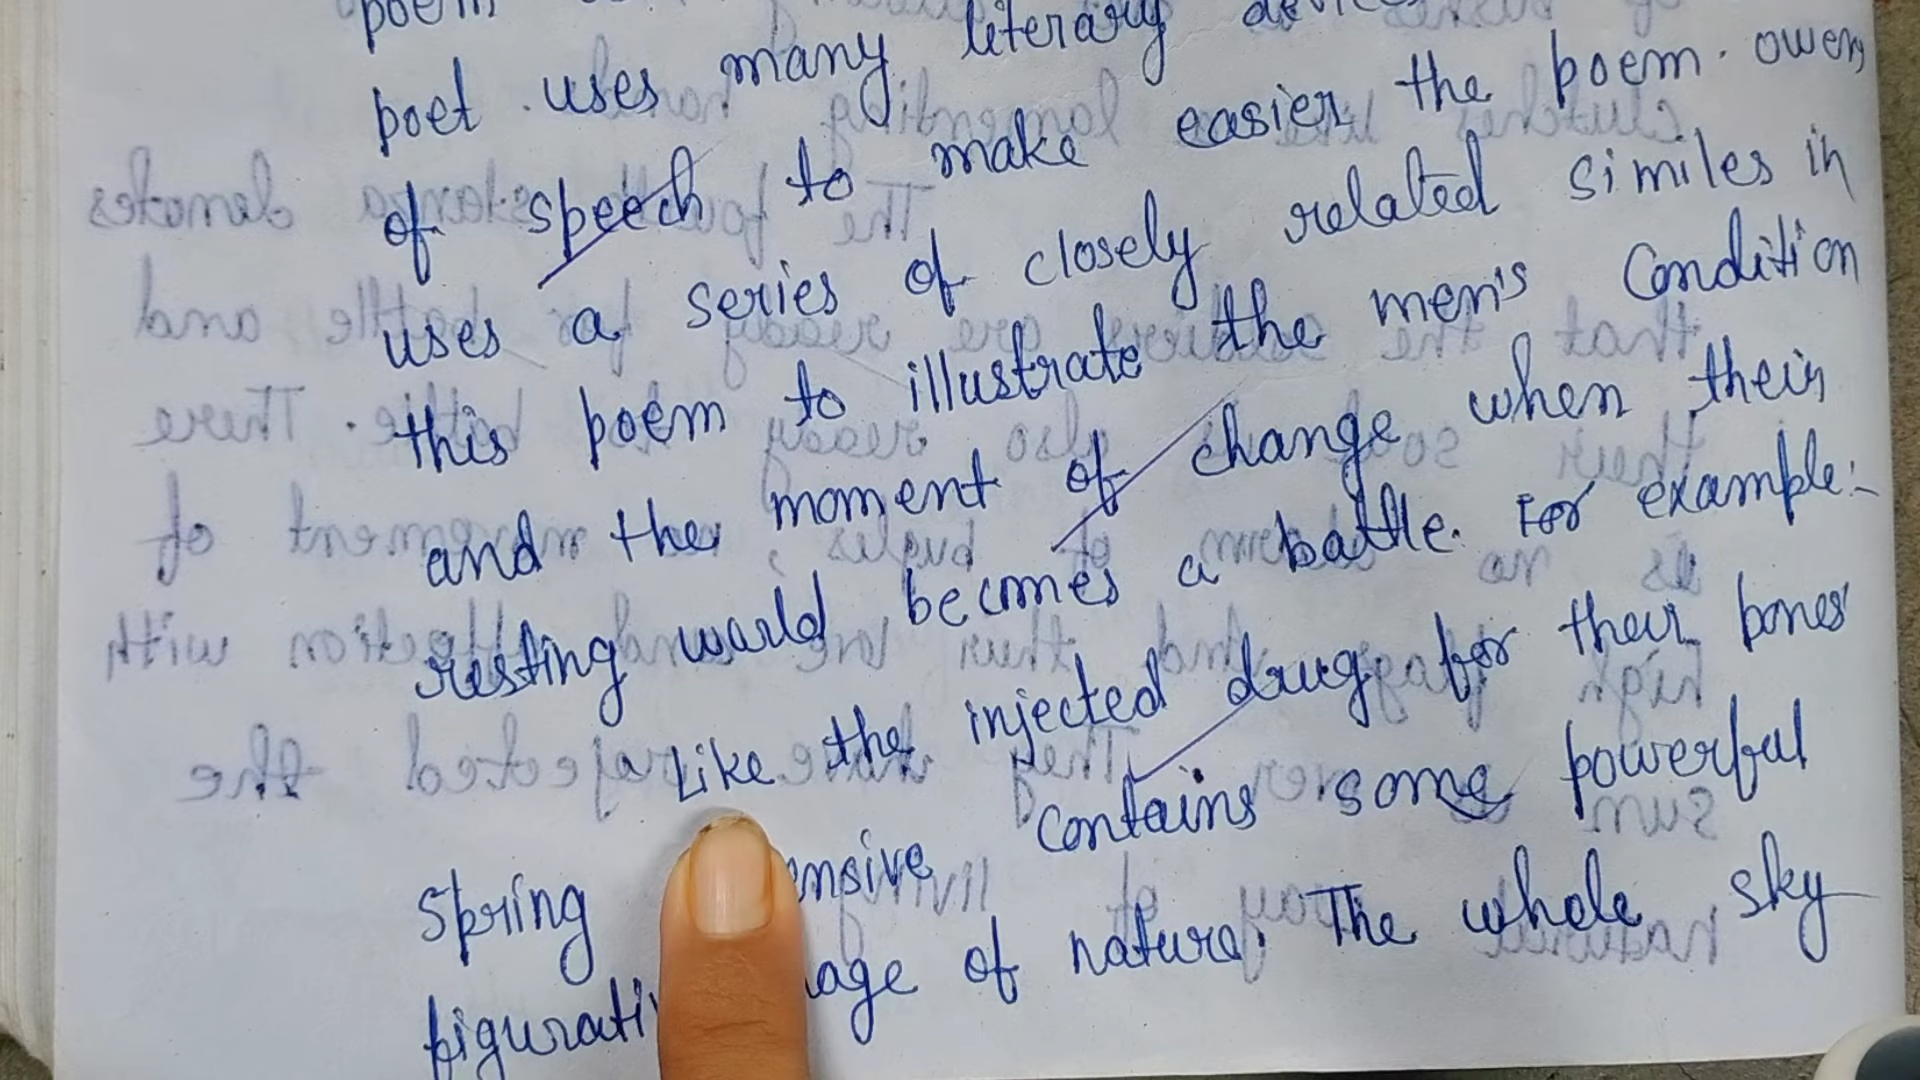 poem
poet uses many literary
of speech to make easier the poem. owen
uses a series of closely related similes in
this poem to illustrate the men's condition
and the moment of change when their
resting world becomes a battle. For example:-
Like the injected drug for their bones
Spring ensive contains some powerful
figurati age of nature. The whole sky